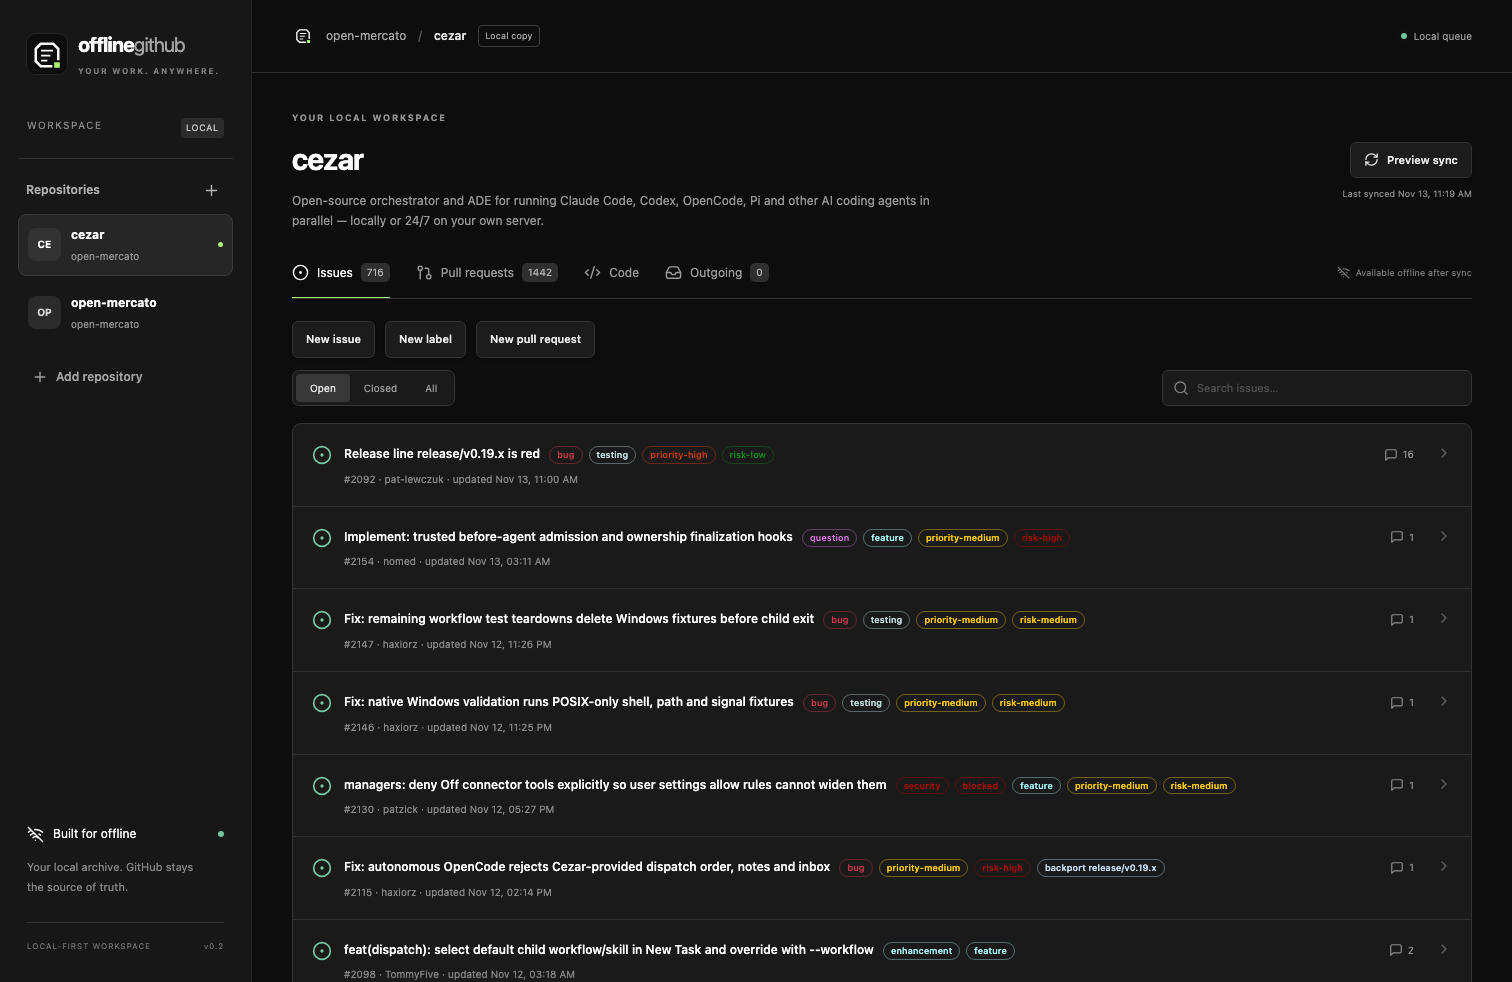 offlinegithub
YOUR WORK. ANYWHERE.
WORKSPACE
LOCAL
Repositories
CE
cezar
open-mercato
OP
open-mercato
open-mercato
Add repository
Built for offline
Your local archive. GitHub stays
the source of truth.
LOCAL-FIRST WORKSPACE
v0.2
open-mercato / cezar
Local copy
Local queue
YOUR LOCAL WORKSPACE
cezar
Open-source orchestrator and ADE for running Claude Code, Codex, OpenCode, Pi and other AI coding agents in
parallel — locally or 24/7 on your own server.
Preview sync
Last synced Nov 13, 11:19 AM
Issues 716
Pull requests 1442
Code
Outgoing 0
Available offline after sync
New issue
New label
New pull request
Open
Closed
All
Search issues...
Release line release/v0.19.x is red bug testing priority-high risk-low 16
#2092 · pat-lewczuk · updated Nov 13, 11:00 AM
Implement: trusted before-agent admission and ownership finalization hooks question feature priority-medium risk-high 1
#2154 · nomed · updated Nov 13, 03:11 AM
Fix: remaining workflow test teardowns delete Windows fixtures before child exit bug testing priority-medium risk-medium 1
#2147 · haxiorz · updated Nov 12, 11:26 PM
Fix: native Windows validation runs POSIX-only shell, path and signal fixtures bug testing priority-medium risk-medium 1
#2146 · haxiorz · updated Nov 12, 11:25 PM
managers: deny Off connector tools explicitly so user settings allow rules cannot widen them security blocked feature priority-medium risk-medium 1
#2130 · patzick · updated Nov 12, 05:27 PM
Fix: autonomous OpenCode rejects Cezar-provided dispatch order, notes and inbox bug priority-medium risk-high backport release/v0.19.x 1
#2115 · haxiorz · updated Nov 12, 02:14 PM
feat(dispatch): select default child workflow/skill in New Task and override with --workflow enhancement feature 2
#2098 · TommyFive · updated Nov 12, 03:18 AM